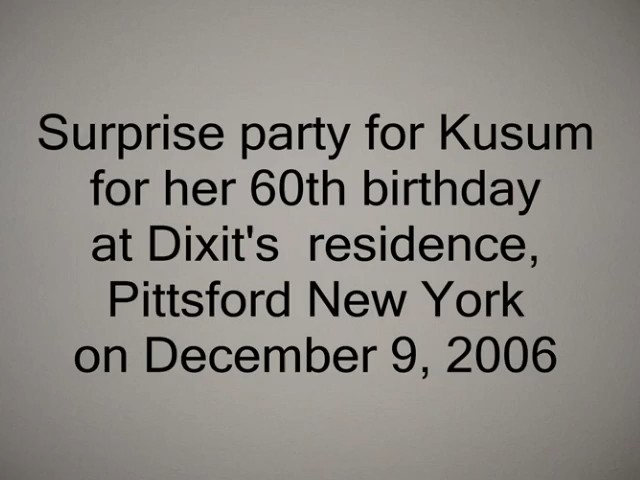 Surprise party for Kusum
for her 60th birthday
at Dixit's  residence,
Pittsford New York
on December 9, 2006